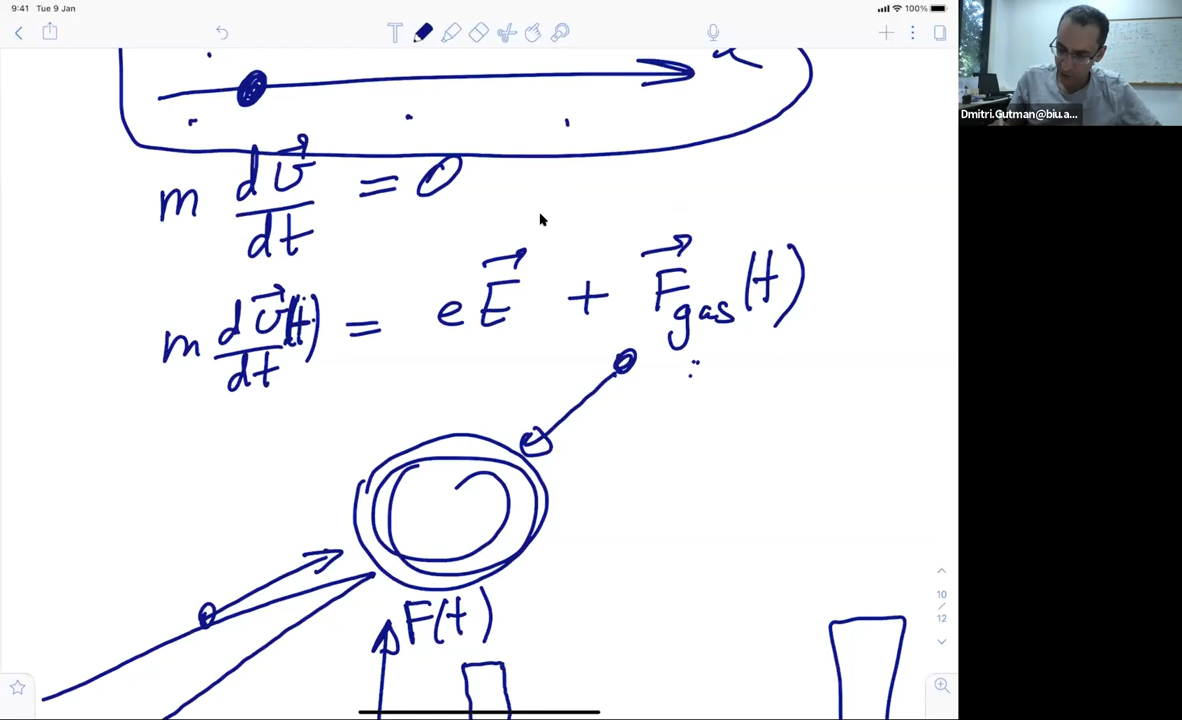 9:41 Tue 9 Jan
100%
Dmitri.Gutman@biu.a...
x
m dv⃗/dt = 0
m dv⃗(t)/dt = eE⃗ + F⃗gas(t)
F(t)
10
/
12